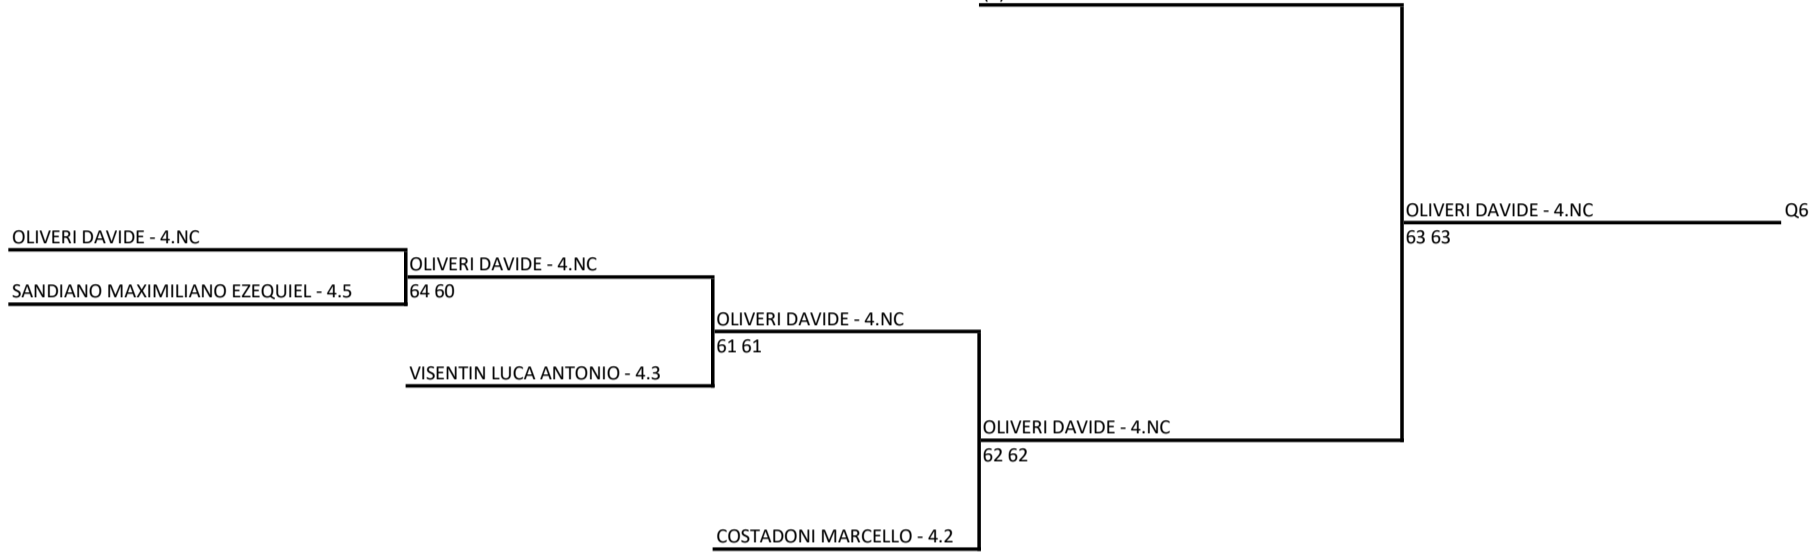 OLIVERI DAVIDE - 4.NC
Q6
OLIVERI DAVIDE - 4.NC
63 63
OLIVERI DAVIDE - 4.NC
SANDIANO MAXIMILIANO EZEQUIEL - 4.5
64 60
OLIVERI DAVIDE - 4.NC
61 61
VISENTIN LUCA ANTONIO - 4.3
OLIVERI DAVIDE - 4.NC
62 62
COSTADONI MARCELLO - 4.2